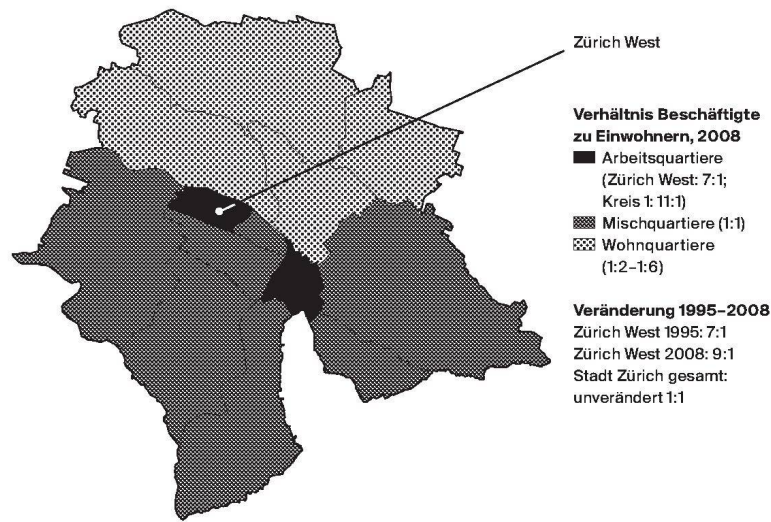 Zürich West
Verhältnis Beschäftigte
zu Einwohnern, 2008
Arbeitsquartiere
(Zürich West: 7:1;
Kreis 1: 11:1)
Mischquartiere (1:1)
Wohnquartiere
(1:2–1:6)
Veränderung 1995–2008
Zürich West 1995: 7:1
Zürich West 2008: 9:1
Stadt Zürich gesamt:
unverändert 1:1